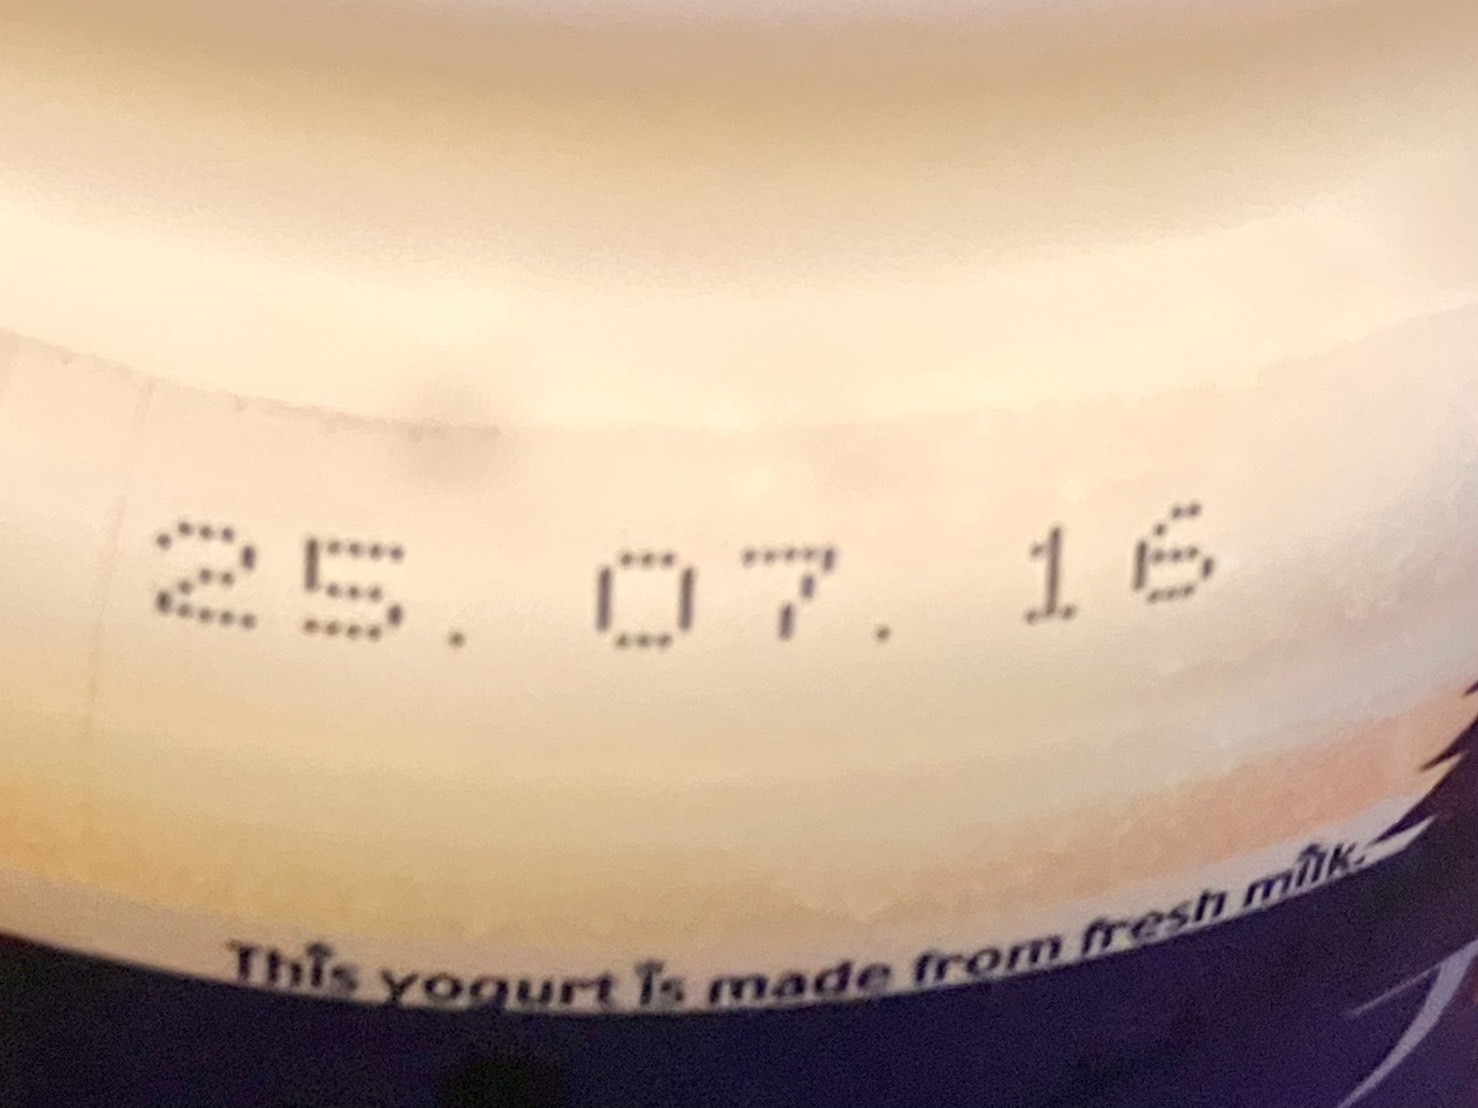 25. 07. 16
This yogurt is made from fresh milk.